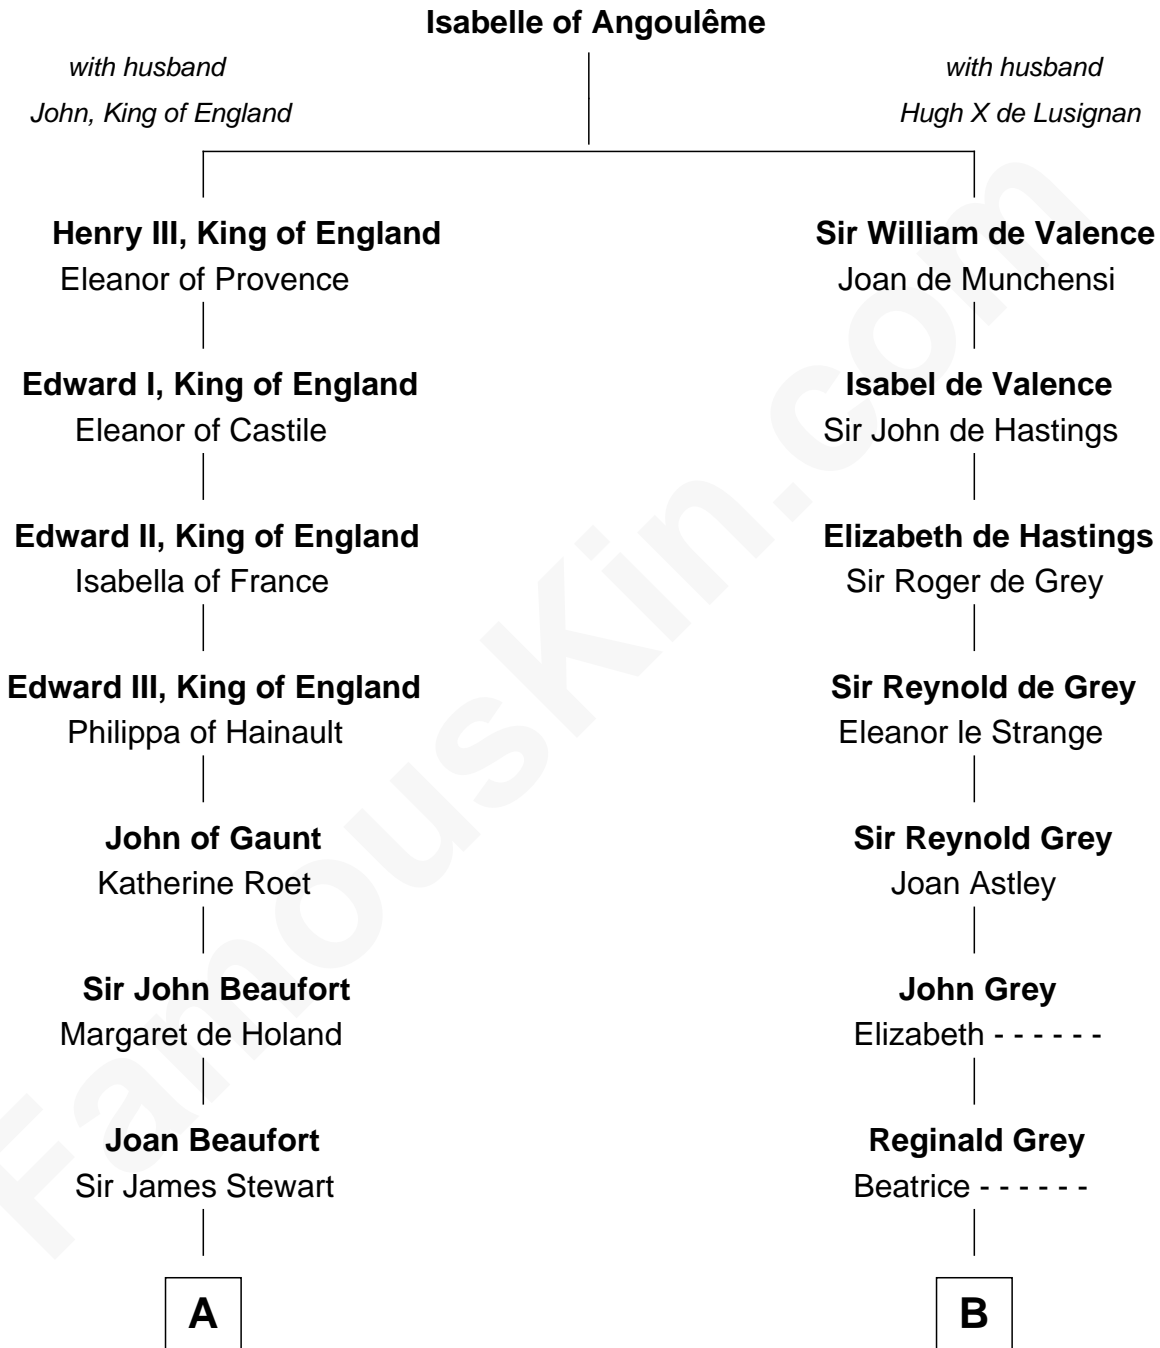 Isabelle of Angoulême
with husband
John, King of England
with husband
Hugh X de Lusignan
Henry III, King of England
Eleanor of Provence
Sir William de Valence
Joan de Munchensi
Edward I, King of England
Eleanor of Castile
Isabel de Valence
Sir John de Hastings
Edward II, King of England
Isabella of France
Elizabeth de Hastings
Sir Roger de Grey
Edward III, King of England
Philippa of Hainault
Sir Reynold de Grey
Eleanor le Strange
John of Gaunt
Katherine Roet
Sir Reynold Grey
Joan Astley
Sir John Beaufort
Margaret de Holand
John Grey
Elizabeth - - - - - -
Joan Beaufort
Sir James Stewart
Reginald Grey
Beatrice - - - - - -
A
B
FamousKin.com